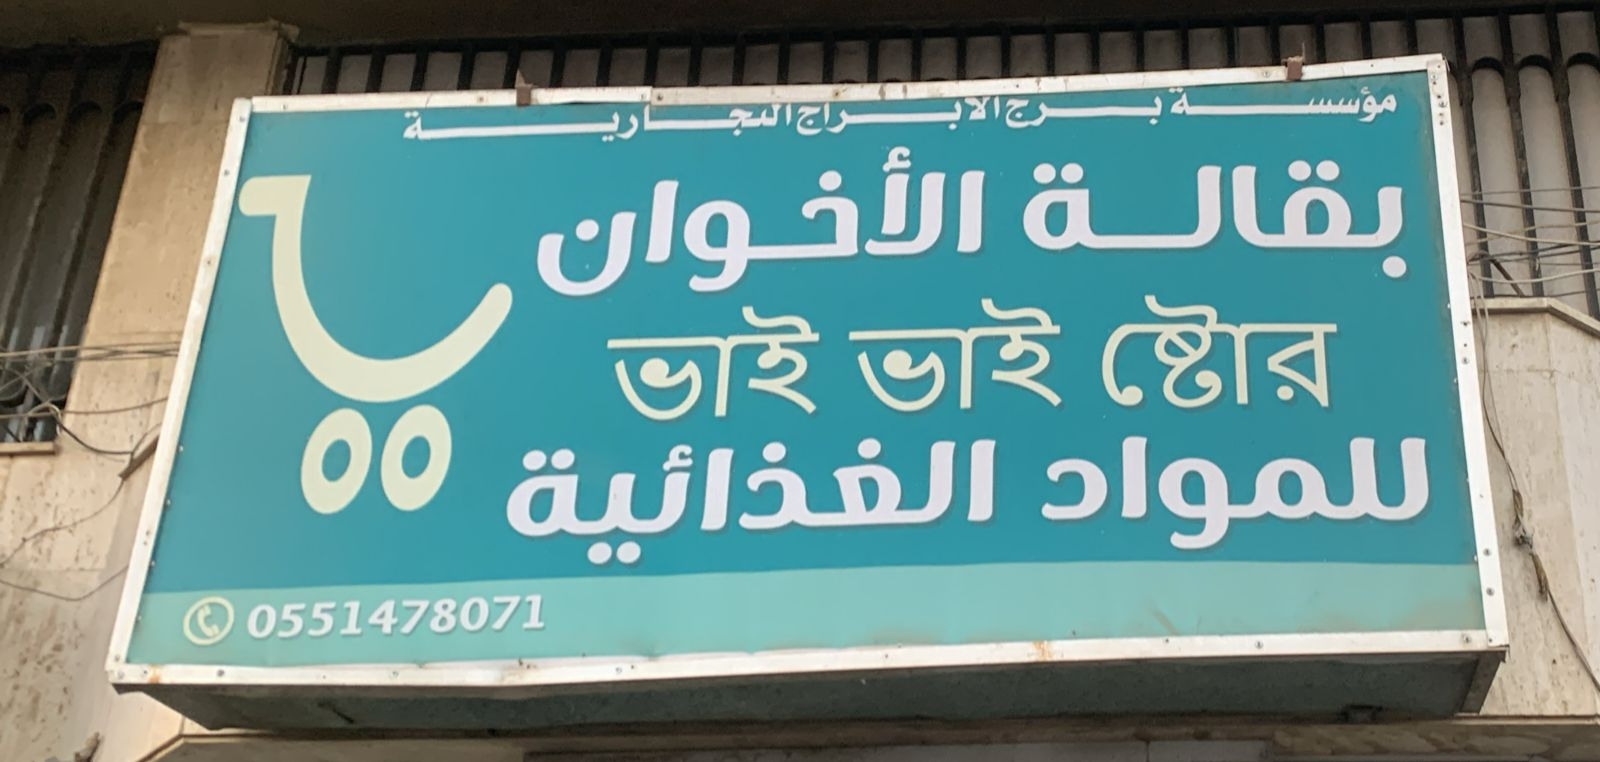 مؤسسة برج الابراج التجارية
بقالة الأخوان
ভাই ভাই ষ্টোর
للمواد الغذائية
0551478071